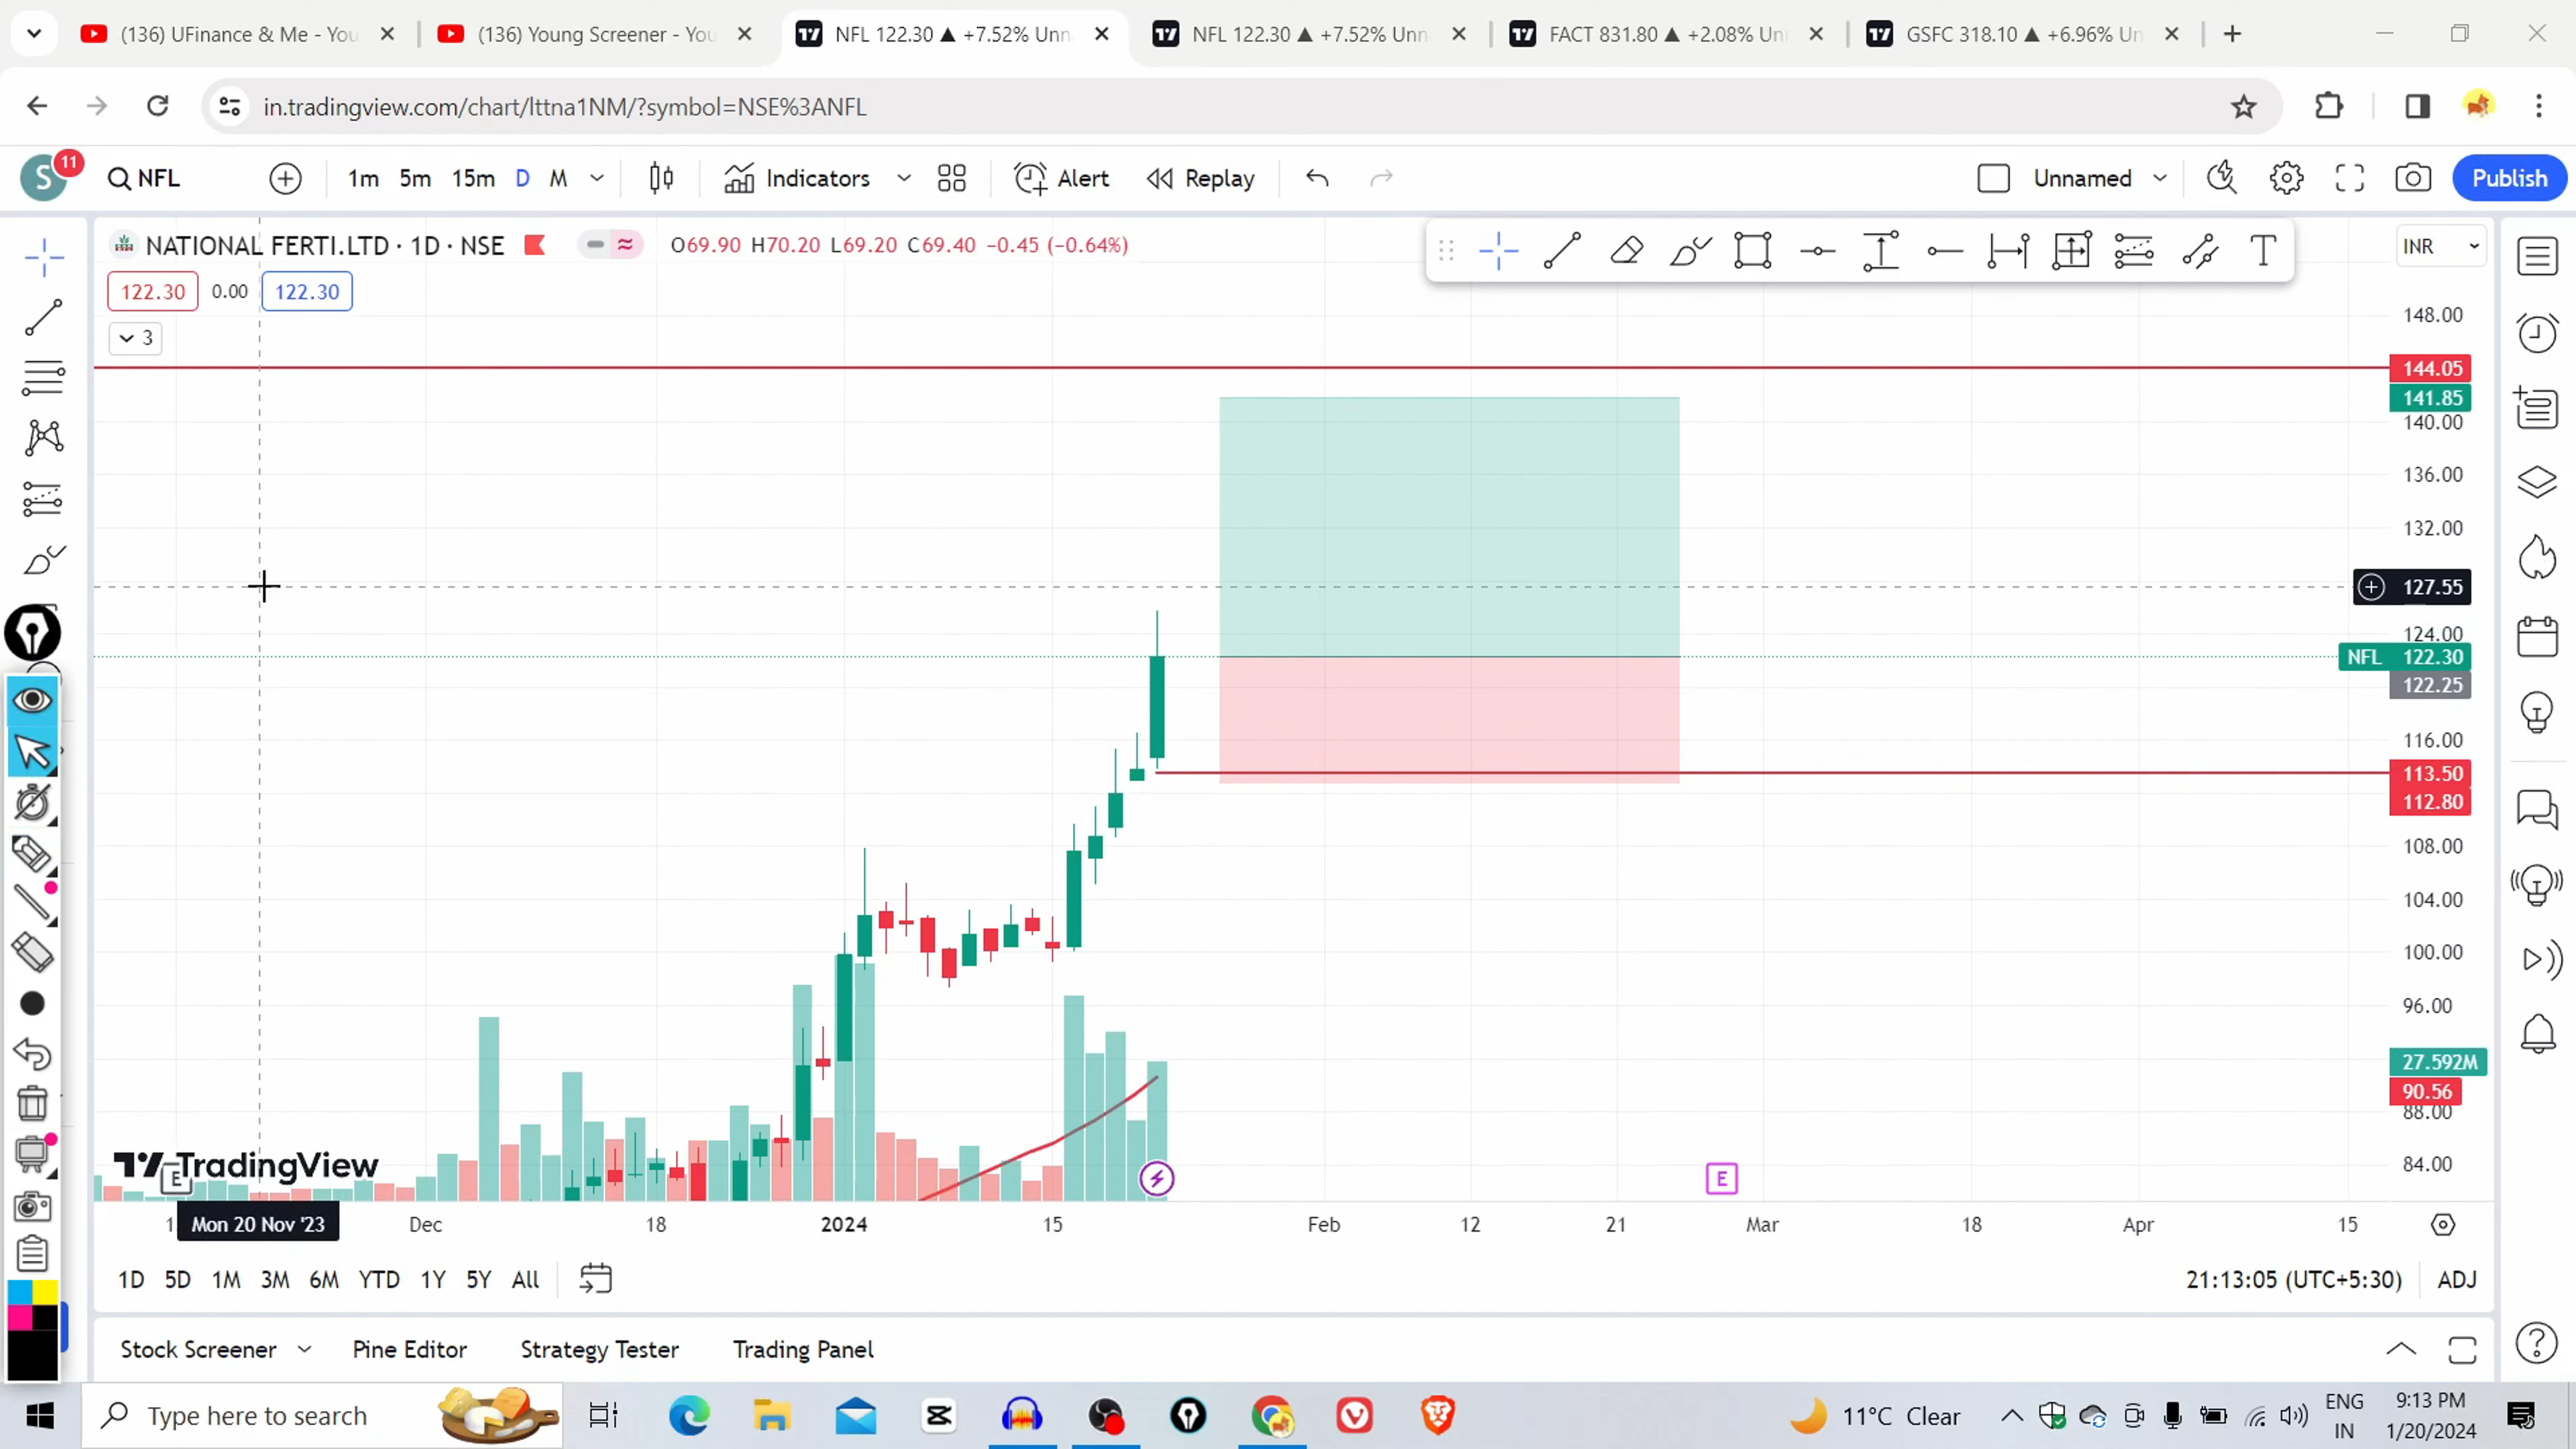 (136) UFinance & Me - You
(136) Young Screener - You
NFL 122.30 ▲ +7.52% Unn
NFL 122.30 ▲ +7.52% Unn
FACT 831.80 ▲ +2.08% Un
GSFC 318.10 ▲ +6.96% Un
in.tradingview.com/chart/lttna1NM/?symbol=NSE%3ANFL
S
11
NFL
1m
5m
15m
D
M
Indicators
Alert
Replay
Unnamed
Publish
NATIONAL FERTI.LTD · 1D · NSE
O69.90 H70.20 L69.20 C69.40 −0.45 (−0.64%)
INR
122.30
0.00
122.30
3
T
148.00
144.05
141.85
140.00
136.00
132.00
127.55
124.00
NFL 122.30
122.25
116.00
113.50
112.80
108.00
104.00
100.00
96.00
27.592M
90.56
88.00
84.00
TradingView
E
E
Mon 20 Nov '23
Dec
18
2024
15
Feb
12
21
Mar
18
Apr
15
1D
5D
1M
3M
6M
YTD
1Y
5Y
All
21:13:05 (UTC+5:30)
ADJ
Stock Screener
Pine Editor
Strategy Tester
Trading Panel
Type here to search
11°C Clear
ENG
IN
9:13 PM
1/20/2024